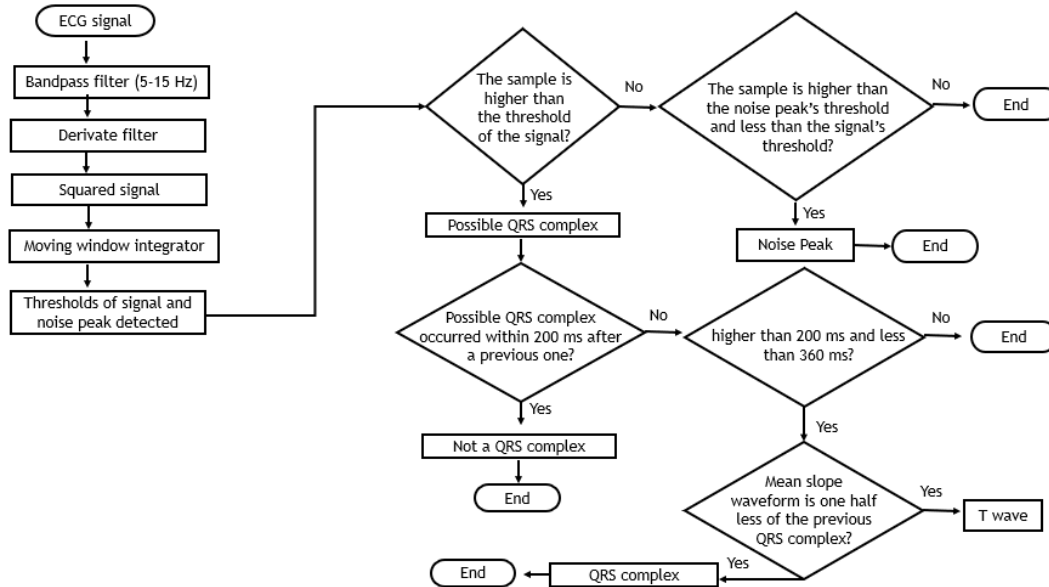 ECG signal
Bandpass filter (5-15 Hz)
Derivate filter
Squared signal
Moving window integrator
Thresholds of signal and
noise peak detected
The sample is
higher than
the threshold
of the signal?
No
The sample is higher than
the noise peak's threshold
and less than the signal's
threshold?
No
End
Yes
Yes
Possible QRS complex
Noise Peak
End
Possible QRS complex
occurred within 200 ms after
a previous one?
No
higher than 200 ms and less
than 360 ms?
No
End
Yes
Yes
Not a QRS complex
End
Mean slope
waveform is one half
less of the previous
QRS complex?
Yes
T wave
Yes
QRS complex
End